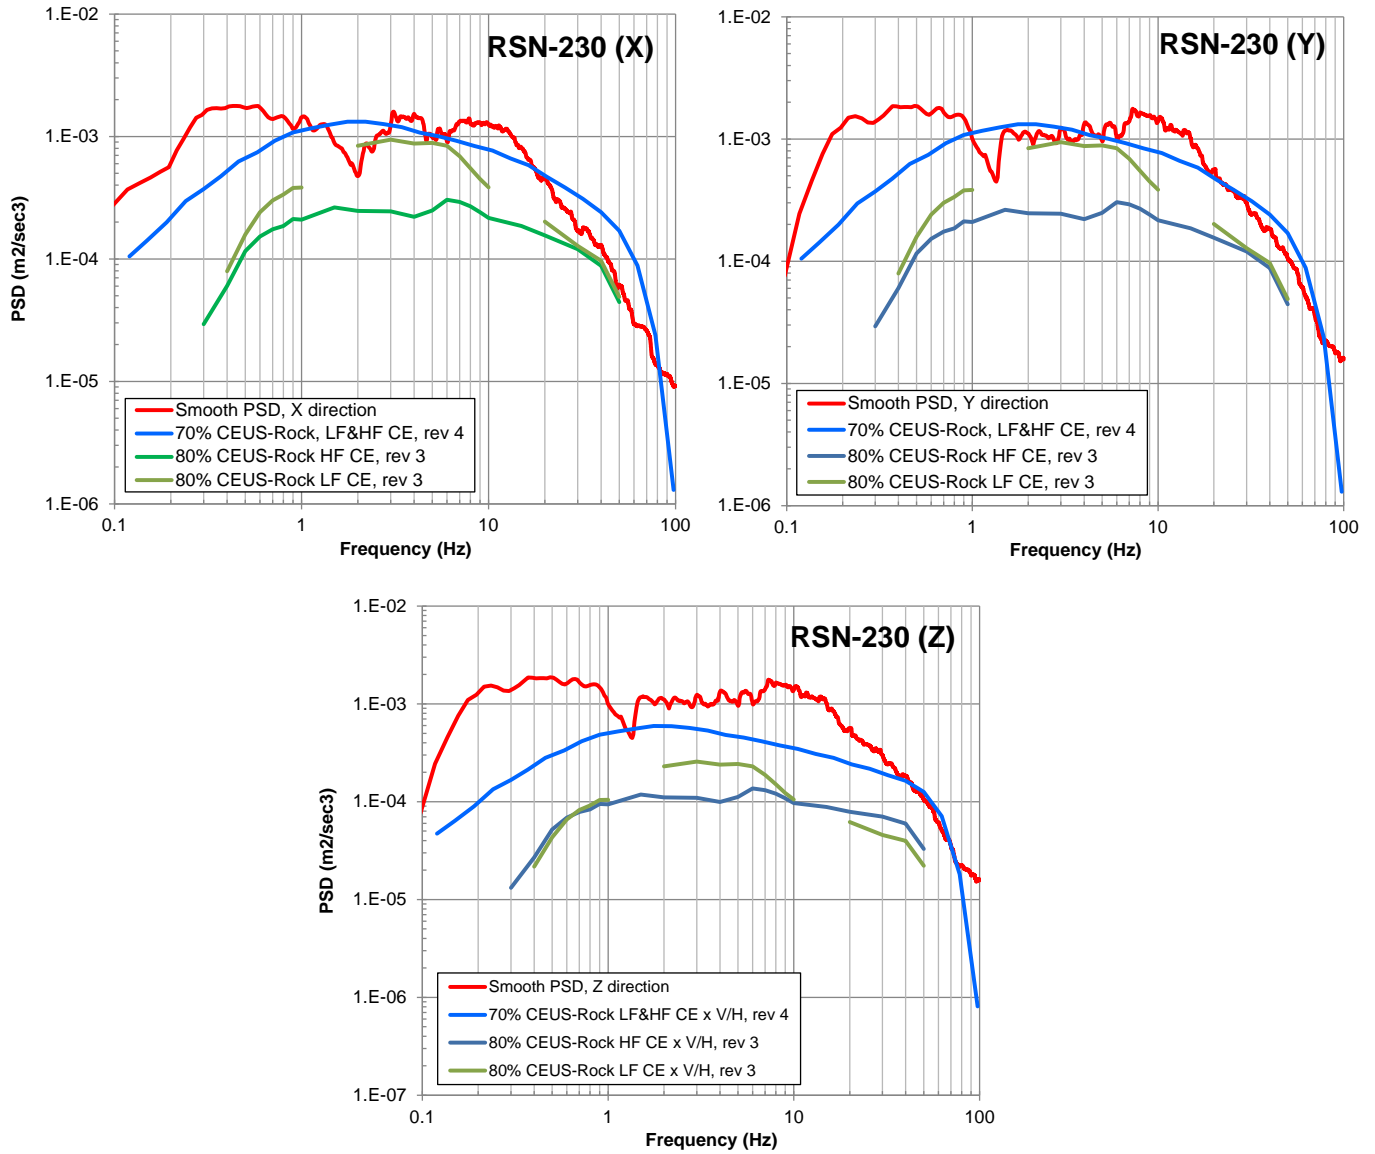 RSN-230 (X)
1.E-02
1.E-03
1.E-04
1.E-05
1.E-06
PSD (m2/sec3)
Smooth PSD, X direction
70% CEUS-Rock, LF&HF CE, rev 4
80% CEUS-Rock HF CE, rev 3
80% CEUS-Rock LF CE, rev 3
0.1 1 10 100
Frequency (Hz)
RSN-230 (Y)
1.E-02
1.E-03
1.E-04
1.E-05
1.E-06
PSD (m2/sec3)
Smooth PSD, Y direction
70% CEUS-Rock, LF&HF CE, rev 4
80% CEUS-Rock HF CE, rev 3
80% CEUS-Rock LF CE, rev 3
0.1 1 10 100
Frequency (Hz)
RSN-230 (Z)
1.E-02
1.E-03
1.E-04
1.E-05
1.E-06
1.E-07
PSD (m2/sec3)
Smooth PSD, Z direction
70% CEUS-Rock LF&HF CE x V/H, rev 4
80% CEUS-Rock HF CE x V/H, rev 3
80% CEUS-Rock LF CE x V/H, rev 3
0.1 1 10 100
Frequency (Hz)